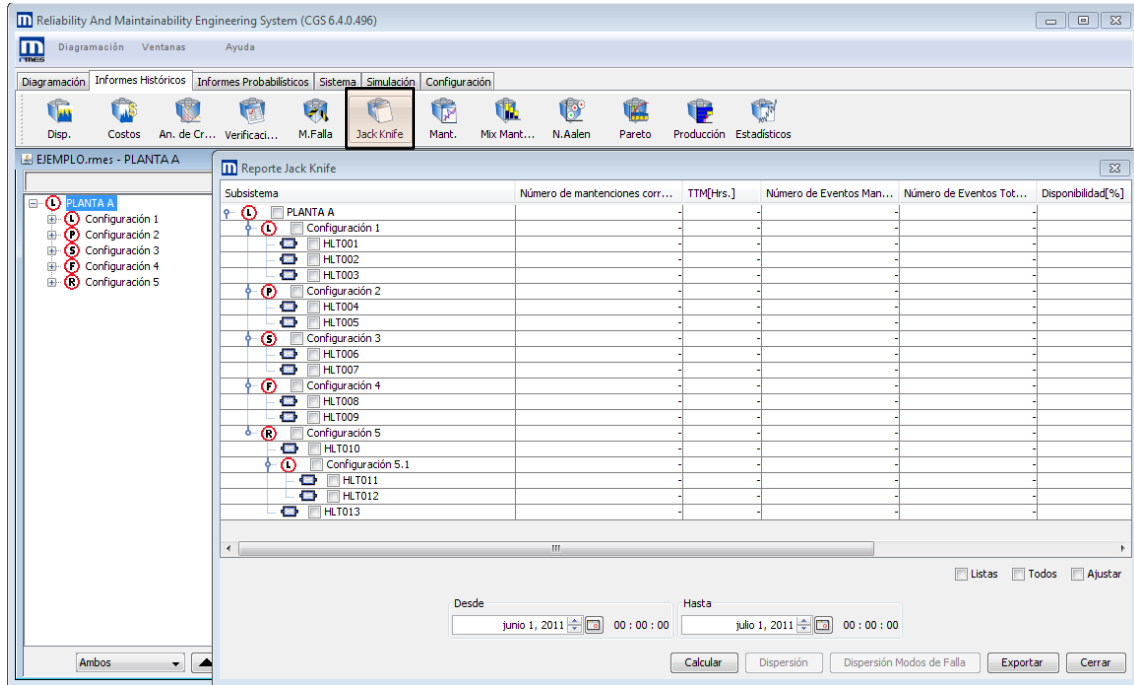 Reliability And Maintainability Engineering System (CGS 6.4.0.496)
rmes Diagramación Ventanas Ayuda
Diagramación Informes Históricos Informes Probabilísticos Sistema Simulación Configuración
Disp. Costos An. de Cr... Verificaci... M.Falla Jack Knife Mant. Mix Mant... N.Aalen Pareto Producción Estadísticos
EJEMPLO.rmes - PLANTA A
L PLANTA A
L Configuración 1
P Configuración 2
S Configuración 3
F Configuración 4
R Configuración 5
Ambos
Reporte Jack Knife
Subsistema Número de mantenciones corr... TTM[Hrs.] Número de Eventos Man... Número de Eventos Tot... Disponibilidad[%]
L PLANTA A - - - -
L Configuración 1 - - - -
HLT001 - - - -
HLT002 - - - -
HLT003 - - - -
P Configuración 2 - - - -
HLT004 - - - -
HLT005 - - - -
S Configuración 3 - - - -
HLT006 - - - -
HLT007 - - - -
F Configuración 4 - - - -
HLT008 - - - -
HLT009 - - - -
R Configuración 5 - - - -
HLT010 - - - -
L Configuración 5.1 - - - -
HLT011 - - - -
HLT012 - - - -
HLT013 - - - -
Listas Todos Ajustar
Desde Hasta
junio 1, 2011 00 : 00 : 00 julio 1, 2011 00 : 00 : 00
Calcular Dispersión Dispersión Modos de Falla Exportar Cerrar